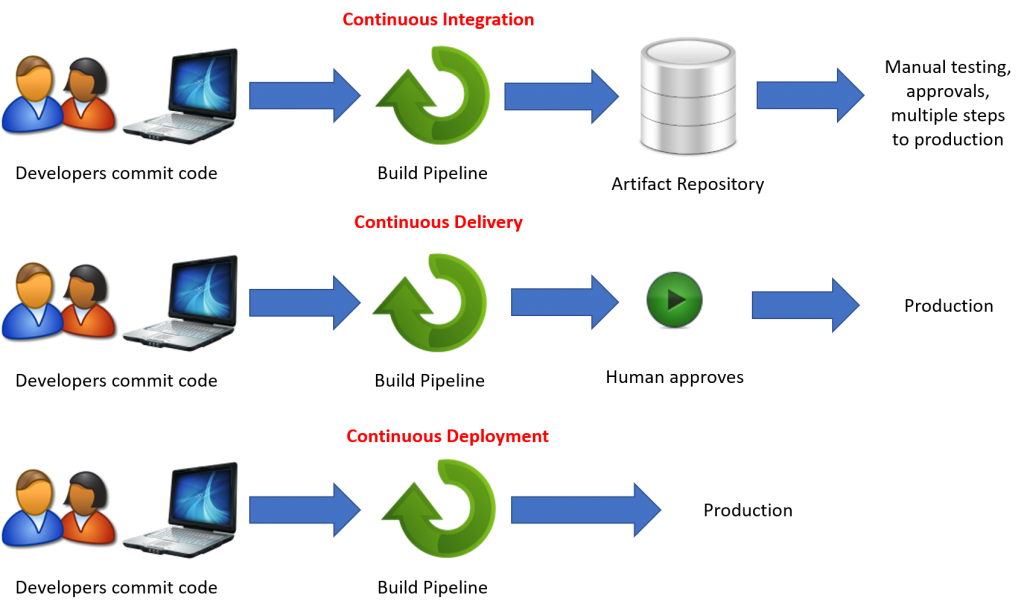 Continuous Integration
Manual testing,
approvals,
multiple steps
to production
Developers commit code
Build Pipeline
Artifact Repository
Continuous Delivery
Production
Developers commit code
Build Pipeline
Human approves
Continuous Deployment
Production
Developers commit code
Build Pipeline